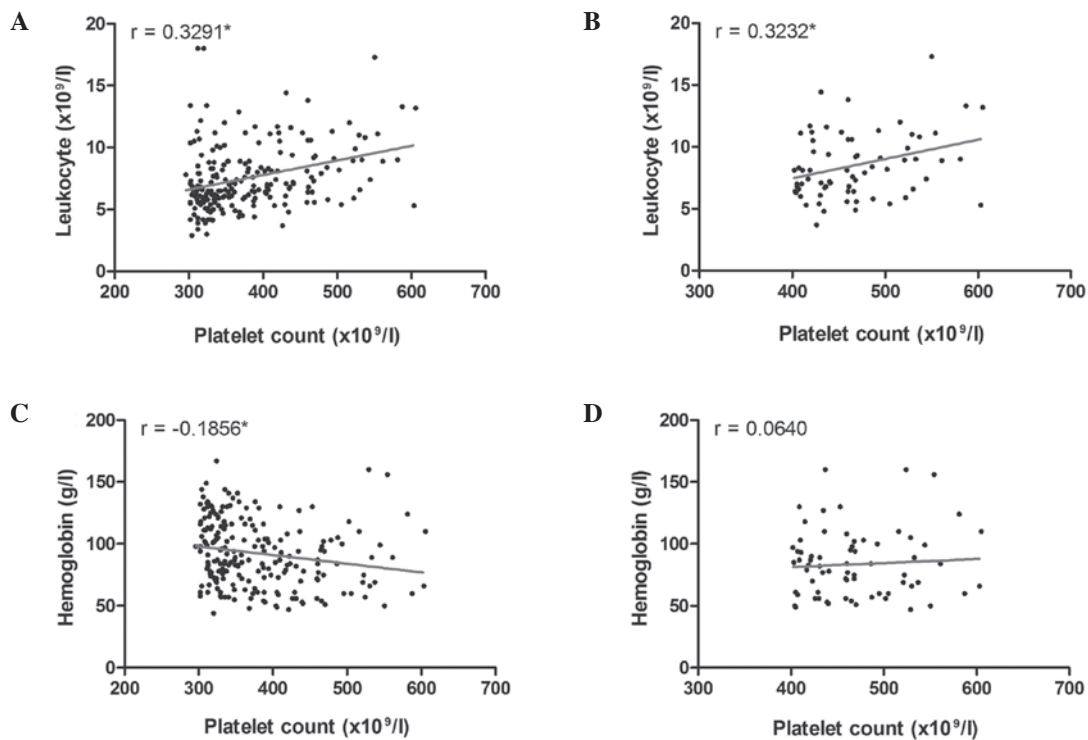 A
r = 0.3291*
20
15
10
5
0
200 300 400 500 600 700
Leukocyte (x10⁹/l)
Platelet count (x10⁹/l)
B
r = 0.3232*
20
15
10
5
0
300 400 500 600 700
Leukocyte (x10⁹/l)
Platelet count (x10⁹/l)
C
r = -0.1856*
200
150
100
50
0
200 300 400 500 600 700
Hemoglobin (g/l)
Platelet count (x10⁹/l)
D
r = 0.0640
200
150
100
50
0
300 400 500 600 700
Hemoglobin (g/l)
Platelet count (x10⁹/l)